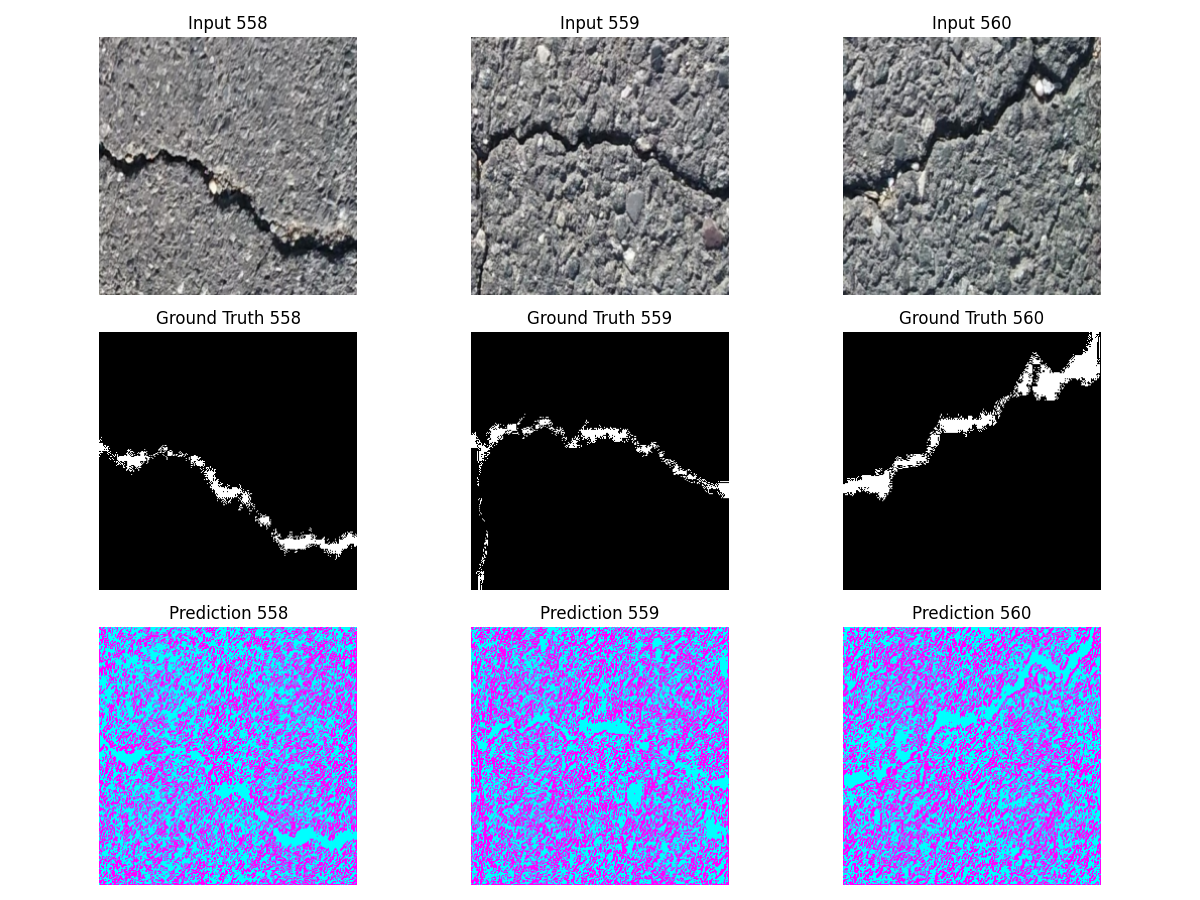 Input 558
Input 559
Input 560
Ground Truth 558
Ground Truth 559
Ground Truth 560
Prediction 558
Prediction 559
Prediction 560